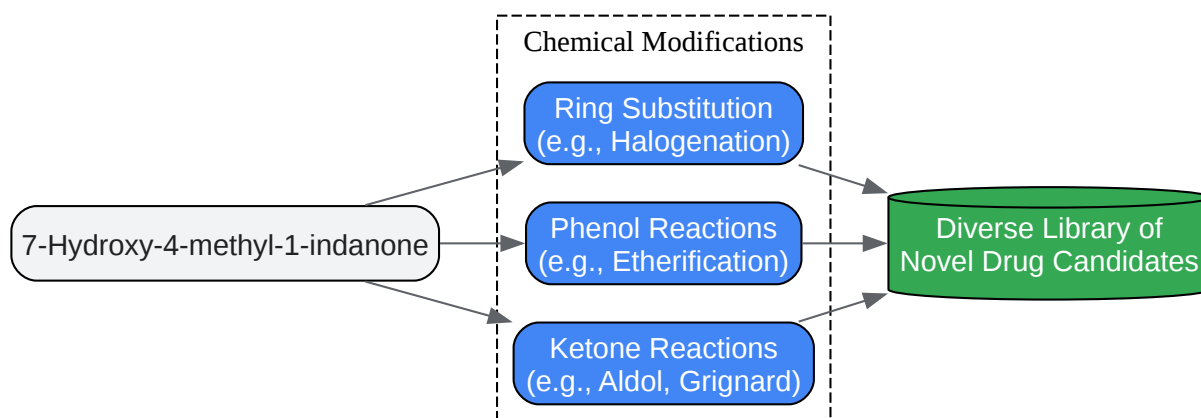 Chemical Modifications
Ring Substitution
(e.g., Halogenation)
7-Hydroxy-4-methyl-1-indanone
Phenol Reactions
(e.g., Etherification)
Diverse Library of
Novel Drug Candidates
Ketone Reactions
(e.g., Aldol, Grignard)